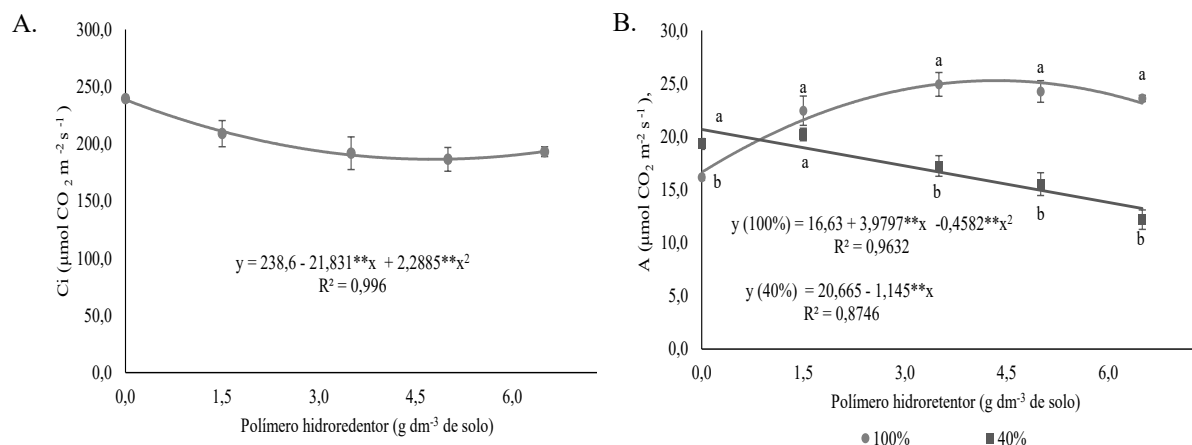 A.
300,0
250,0
200,0
150,0
100,0
50,0
0,0
Ci (µmol CO 2 m -2 s -1 )
y = 238,6 - 21,831**x + 2,2885**x²
R² = 0,996
0,0 1,5 3,0 4,5 6,0
Polímero hidroredentor (g dm-3 de solo)
B.
30,0
25,0
20,0
15,0
10,0
5,0
0,0
A (µmol CO 2 m-2 s-1 ),
a a a a
a
b a b b b
y (100%) = 16,63 + 3,9797**x -0,4582**x²
R² = 0,9632
y (40%) = 20,665 - 1,145**x
R² = 0,8746
0,0 1,5 3,0 4,5 6,0
Polímero hidroretentor (g dm-3 de solo)
100% 40%